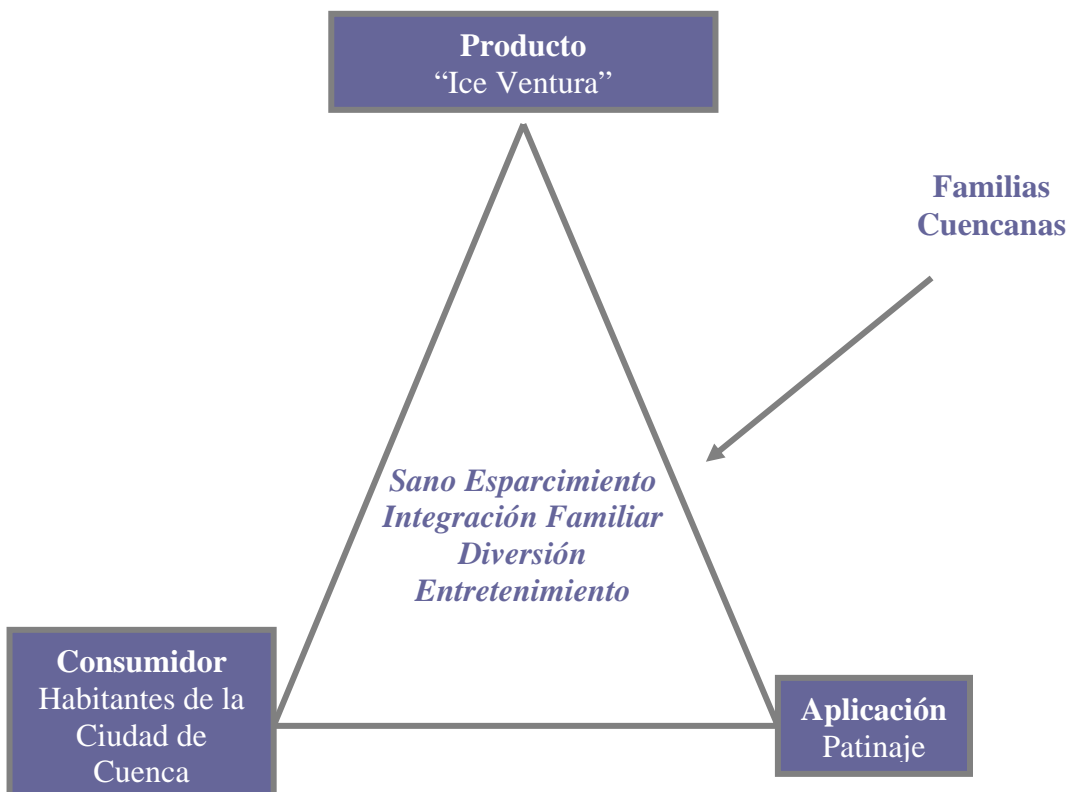 Producto
“Ice Ventura”
Familias
Cuencanas
Sano Esparcimiento
Integración Familiar
Diversión
Entretenimiento
Consumidor
Habitantes de la
Ciudad de
Cuenca
Aplicación
Patinaje